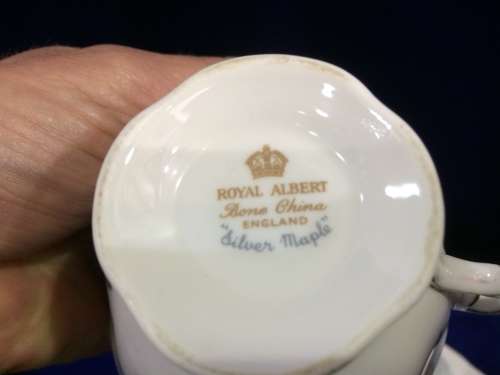 ROYAL ALBERT
Bone China
ENGLAND
"Silver Maple"